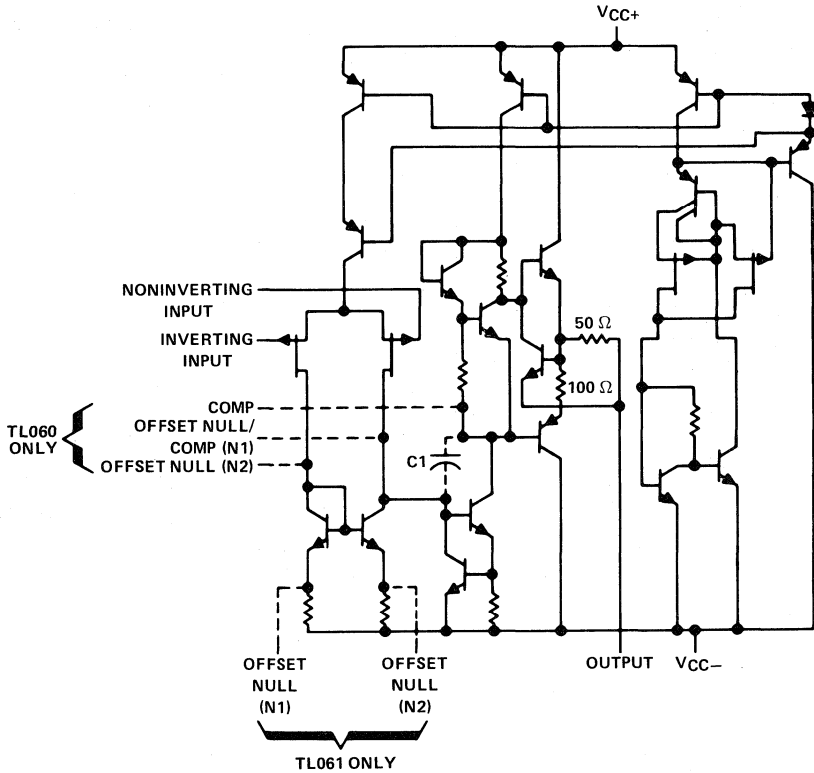 VCC+
NONINVERTING
INPUT
INVERTING
INPUT
50 Ω
100 Ω
TL060
ONLY
COMP
OFFSET NULL/
COMP (N1)
OFFSET NULL (N2)
C1
OFFSET
NULL
(N1)
OFFSET
NULL
(N2)
OUTPUT
VCC−
TL061 ONLY